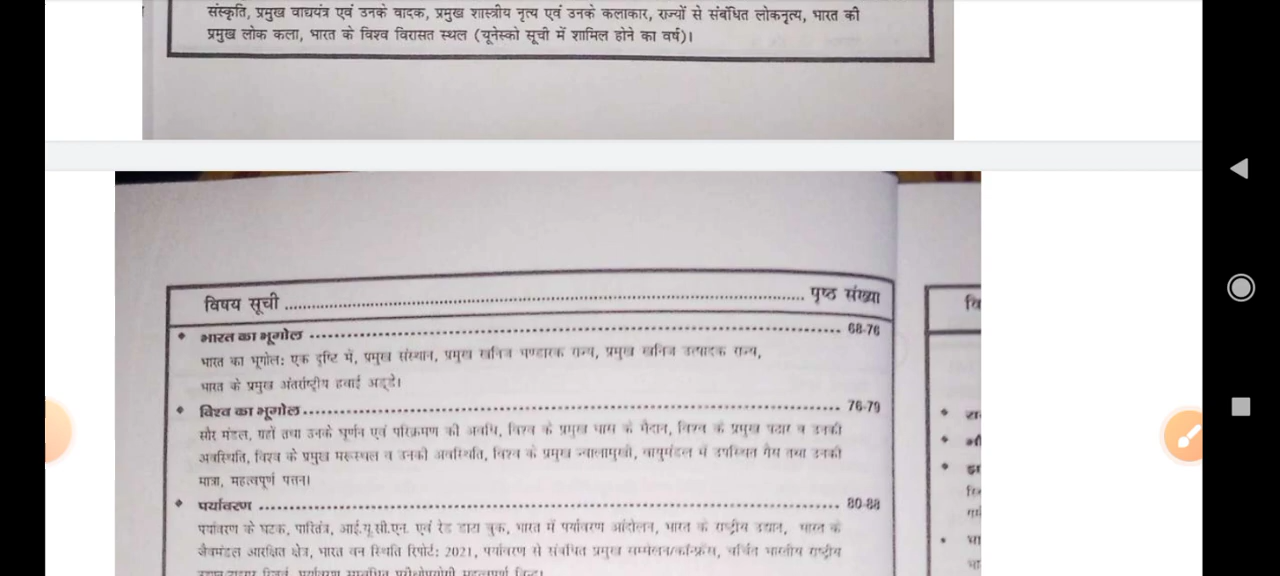 संस्कृति, प्रमुख वाद्ययंत्र एवं उनके वादक, प्रमुख शास्त्रीय नृत्य एवं उनके कलाकार, राज्यों से संबंधित लोकनृत्य, भारत की
प्रमुख लोक कला, भारत के विश्व विरासत स्थल (यूनेस्को सूची में शामिल होने का वर्ष)।
विषय सूची ........................ पृष्ठ संख्या
भारत का भूगोल ........................ 68-76
भारत का भूगोल: एक दृष्टि में, प्रमुख संस्थान, प्रमुख खनिज भण्डारक राज्य, प्रमुख खनिज उत्पादक राज्य,
भारत के प्रमुख अंतर्राष्ट्रीय हवाई अड्डे।
विश्व का भूगोल ........................ 76-79
सौर मंडल, ग्रहों तथा उनके घूर्णन एवं परिक्रमण की अवधि, विश्व के प्रमुख घास के मैदान, विश्व के प्रमुख पठार व उनकी
अवस्थिति, विश्व के प्रमुख मरूस्थल व उनकी अवस्थिति, विश्व के प्रमुख ज्वालामुखी, वायुमंडल में उपस्थित गैस तथा उनकी
मात्रा, महत्वपूर्ण पत्तन।
पर्यावरण ........................ 80-88
पर्यावरण के घटक, पारितंत्र, आई.यू.सी.एन. एवं रेड डाटा बुक, भारत में पर्यावरण आंदोलन, भारत के राष्ट्रीय उद्यान, भारत के
जैवमंडल आरक्षित क्षेत्र, भारत वन स्थिति रिपोर्ट: 2021, पर्यावरण से संबंधित प्रमुख सम्मेलन/कॉन्फ्रेंस, चर्चित भारतीय राष्ट्रीय